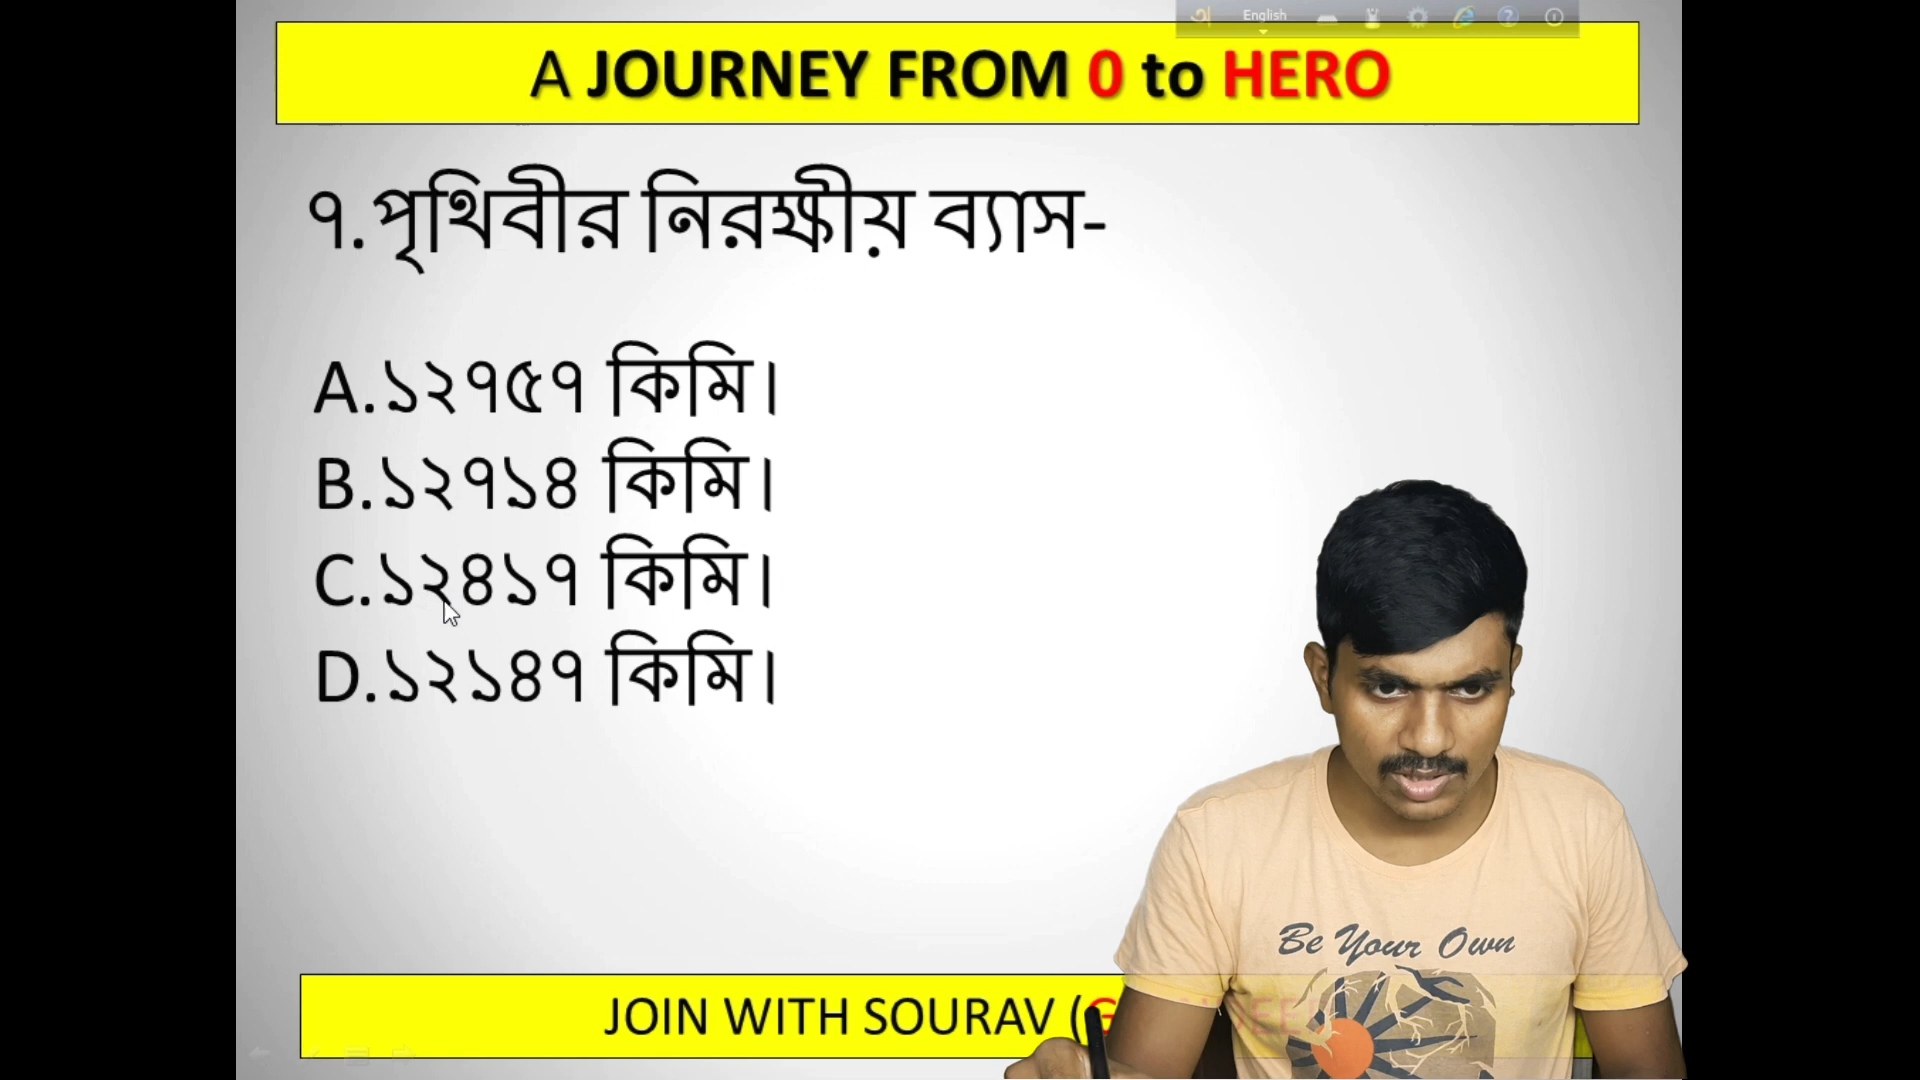 English
A JOURNEY FROM 0 to HERO
৭.পৃথিবীর নিরক্ষীয় ব্যাস-
A.১২৭৫৭ কিমি।
B.১২৭১৪ কিমি।
C.১২৪১৭ কিমি।
D.১২১৪৭ কিমি।
JOIN WITH SOURAV (
Be Your Own